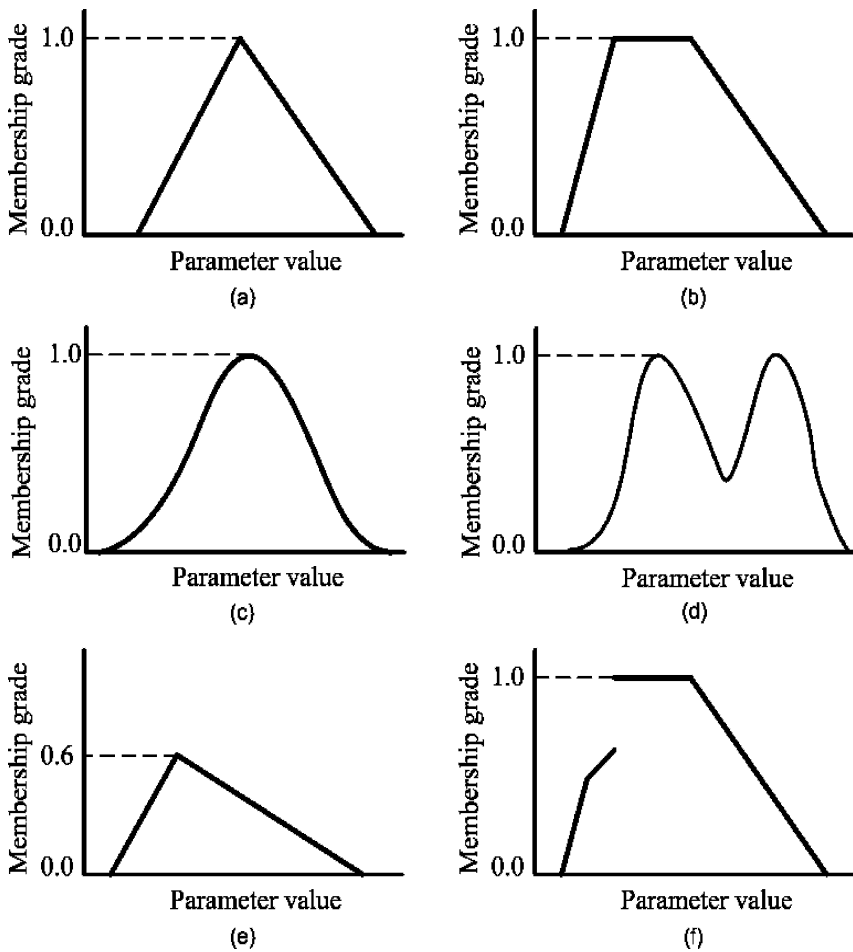 Membership grade
1.0
0.0
Parameter value
(a)
Membership grade
1.0
0.0
Parameter value
(b)
Membership grade
1.0
0.0
Parameter value
(c)
Membership grade
1.0
0.0
Parameter value
(d)
Membership grade
0.6
0.0
Parameter value
(e)
Membership grade
1.0
0.0
Parameter value
(f)